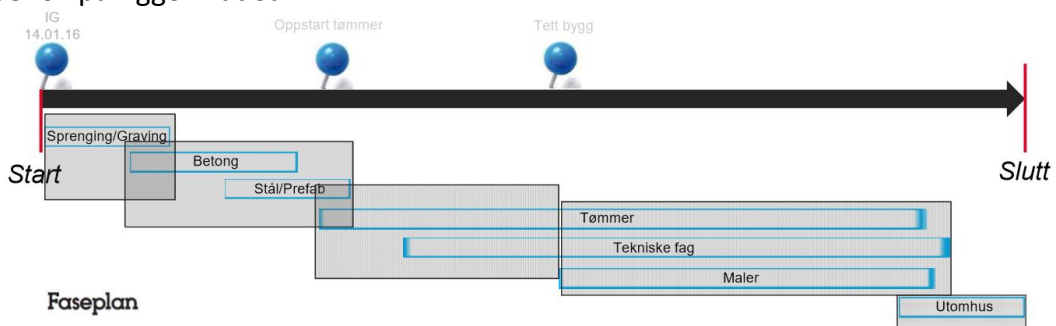 IG
14.01.16
Oppstart tømmer
Tett bygg
Sprenging/Graving
Start
Betong
Slutt
Stål/Prefab
Tømmer
Tekniske fag
Maler
Faseplan
Utomhus